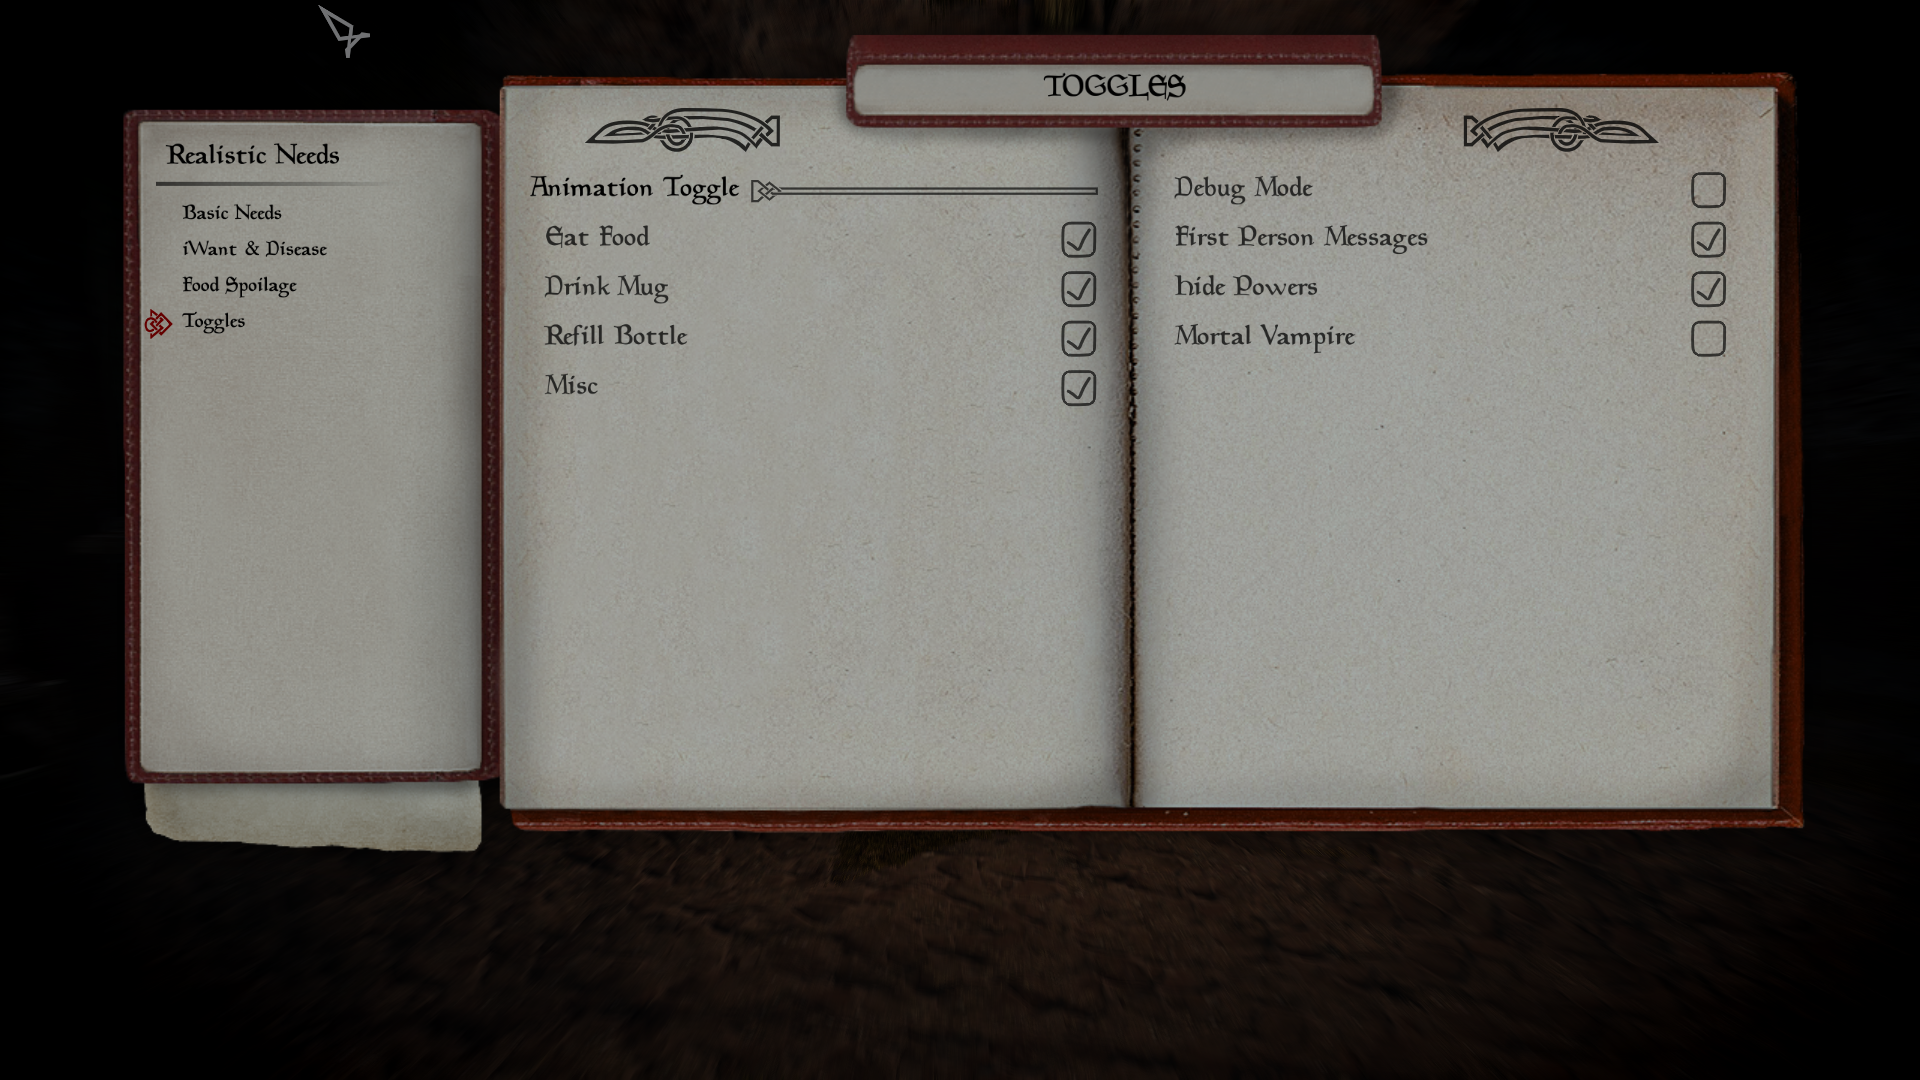 TOGGLES
Realistic Needs
Basic Needs
iWant & Disease
Food Spoilage
Toggles
Animation Toggle
Eat Food
Drink Mug
Refill Bottle
Misc
Debug Mode
First Person Messages
Hide Powers
Mortal Vampire